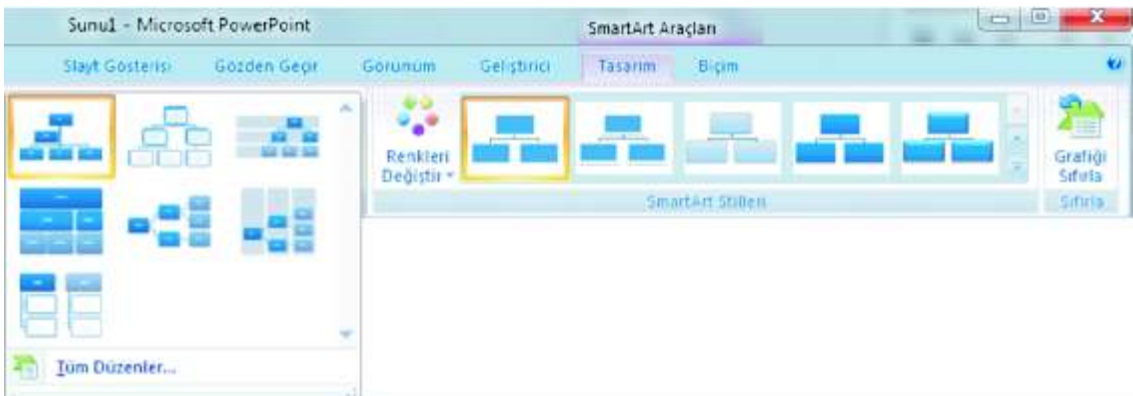 Sunu1 - Microsoft PowerPoint
SmartArt Araçları
Slayt Gösterisi Gözden Geçir Görünüm Geliştirici Tasarım Biçim
Renkleri
Değiştir
Grafiği
Sıfırla
SmartArt Stilleri
Sıfırla
Tüm Düzenler...